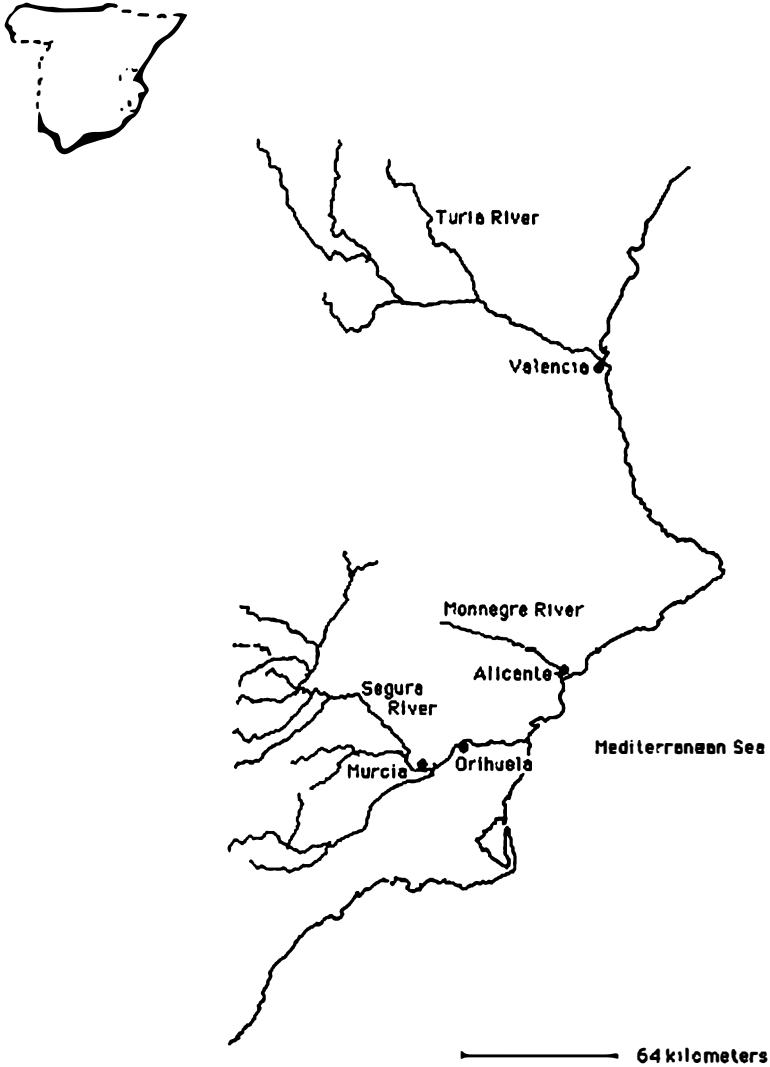 Turia River
Valencia
Monnegre River
Alicante
Segura
River
Mediterranean Sea
Murcia
Orihuela
64 kilometers